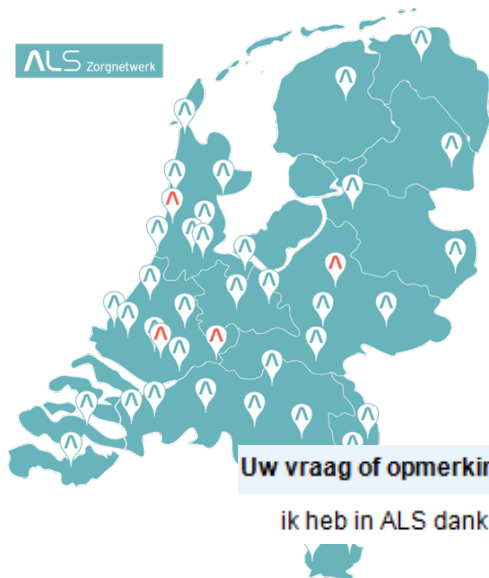 ALS Zorgnetwerk
Uw vraag of opmerkin
ik heb in ALS dank